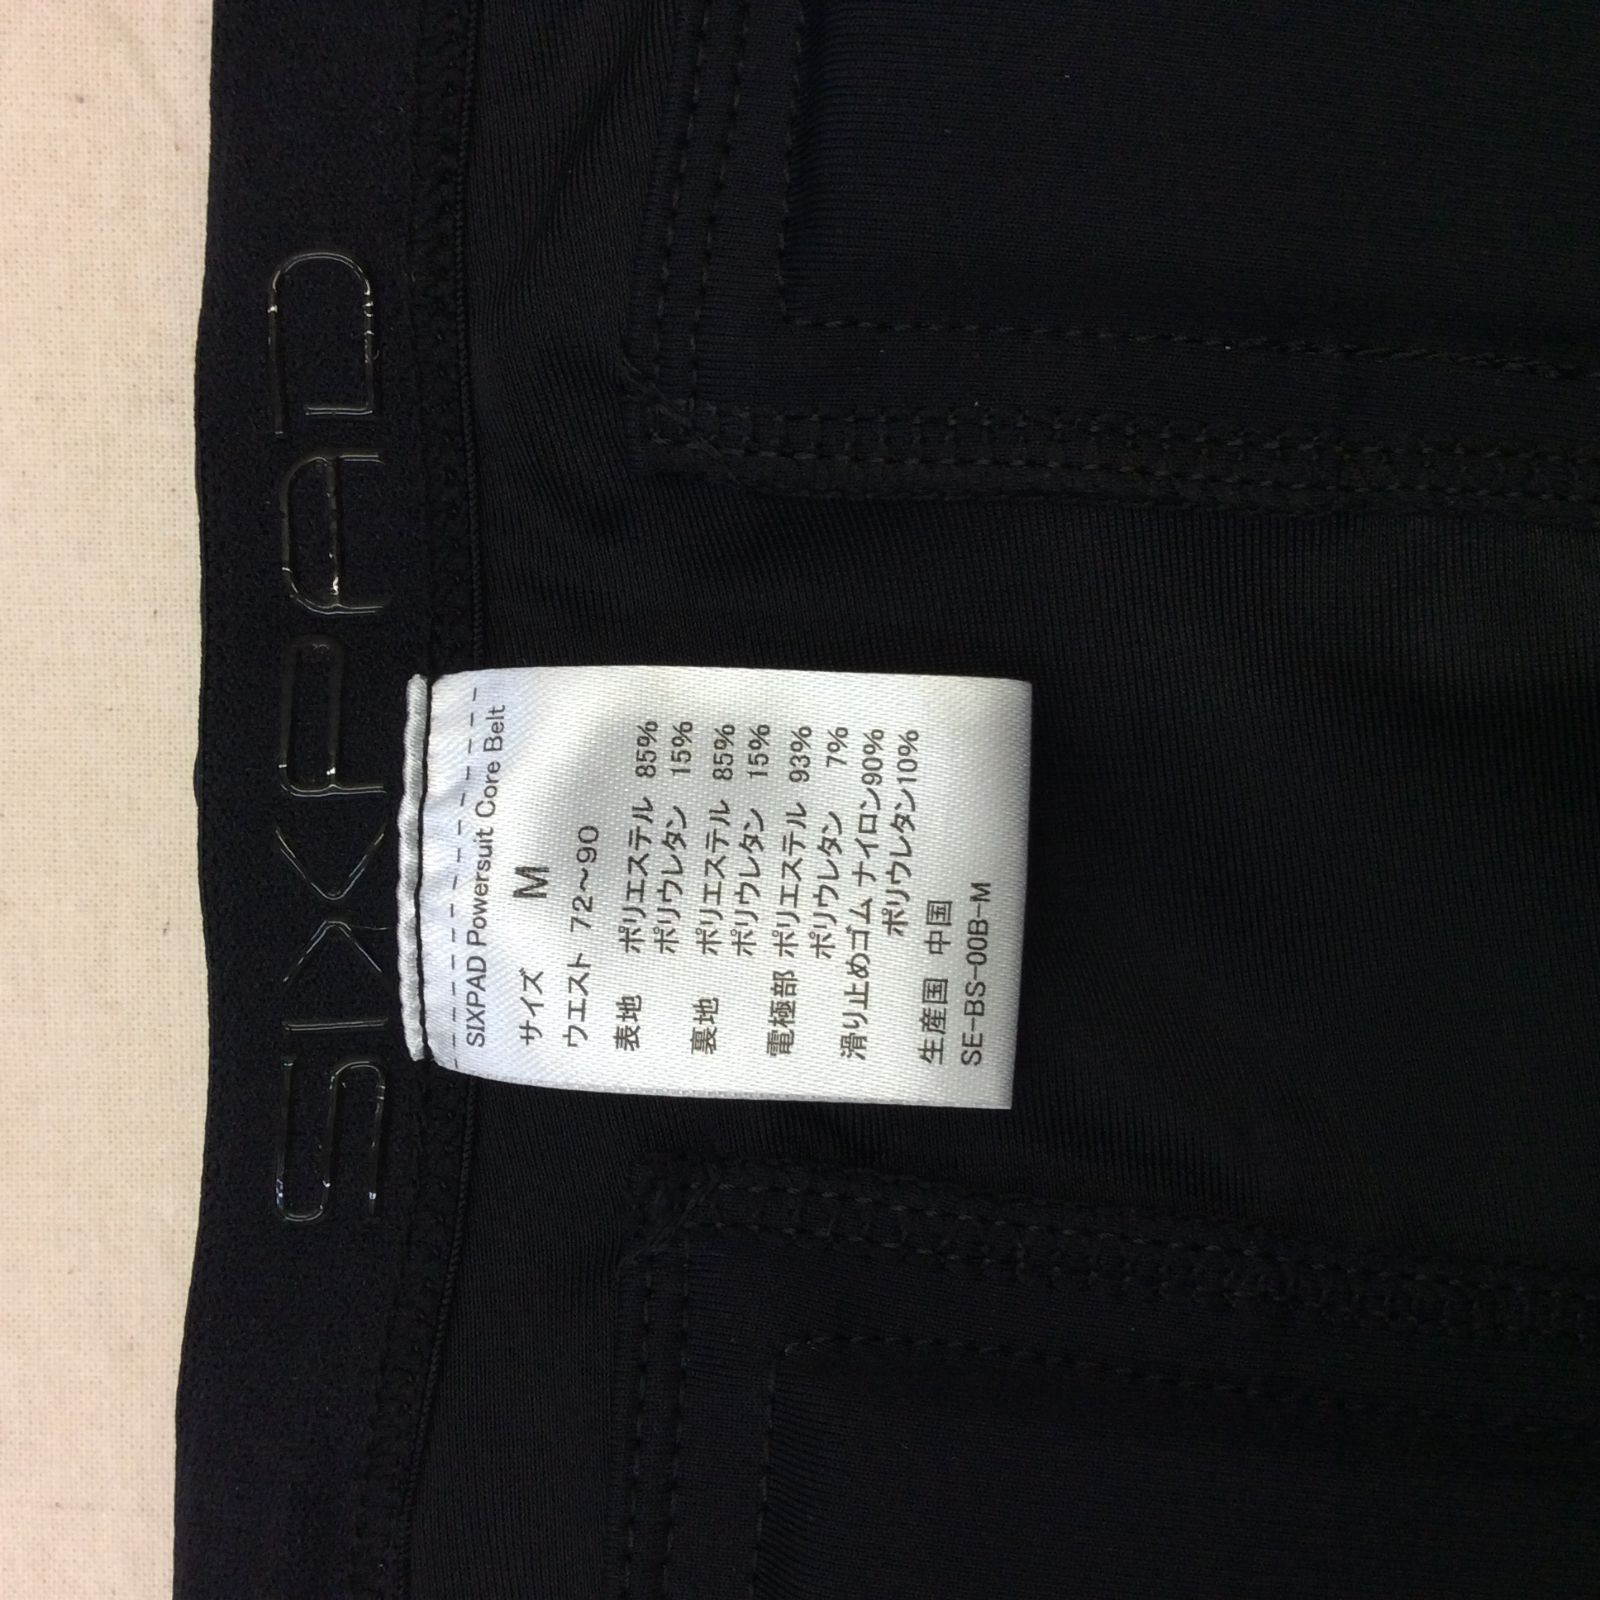 SIXPAD
SIXPAD Powersuit Core Belt
サイズ M
ウエスト 72～90
表地 ポリエステル 85%
ポリウレタン 15%
裏地 ポリエステル 85%
ポリウレタン 15%
電極部 ポリエステル 93%
ポリウレタン 7%
滑り止めゴム ナイロン90%
ポリウレタン10%
生産国 中国
SE-BS-00B-M